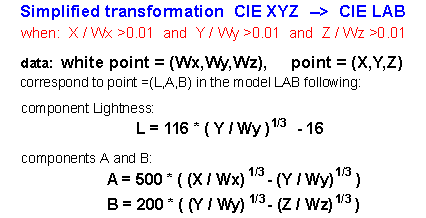 Simplified transformation CIE XYZ --> CIE LAB
when: X / Wx >0.01 and Y / Wy >0.01 and Z / Wz >0.01
data: white point = (Wx,Wy,Wz), point = (X,Y,Z)
correspond to point =(L,A,B) in the model LAB following:
component Lightness:
L = 116 * ( Y / Wy )^1/3 - 16
components A and B:
A = 500 * ( (X / Wx) ^1/3 - (Y / Wy)^1/3 )
B = 200 * ( (Y / Wy) ^1/3 - (Z / Wz)^1/3 )